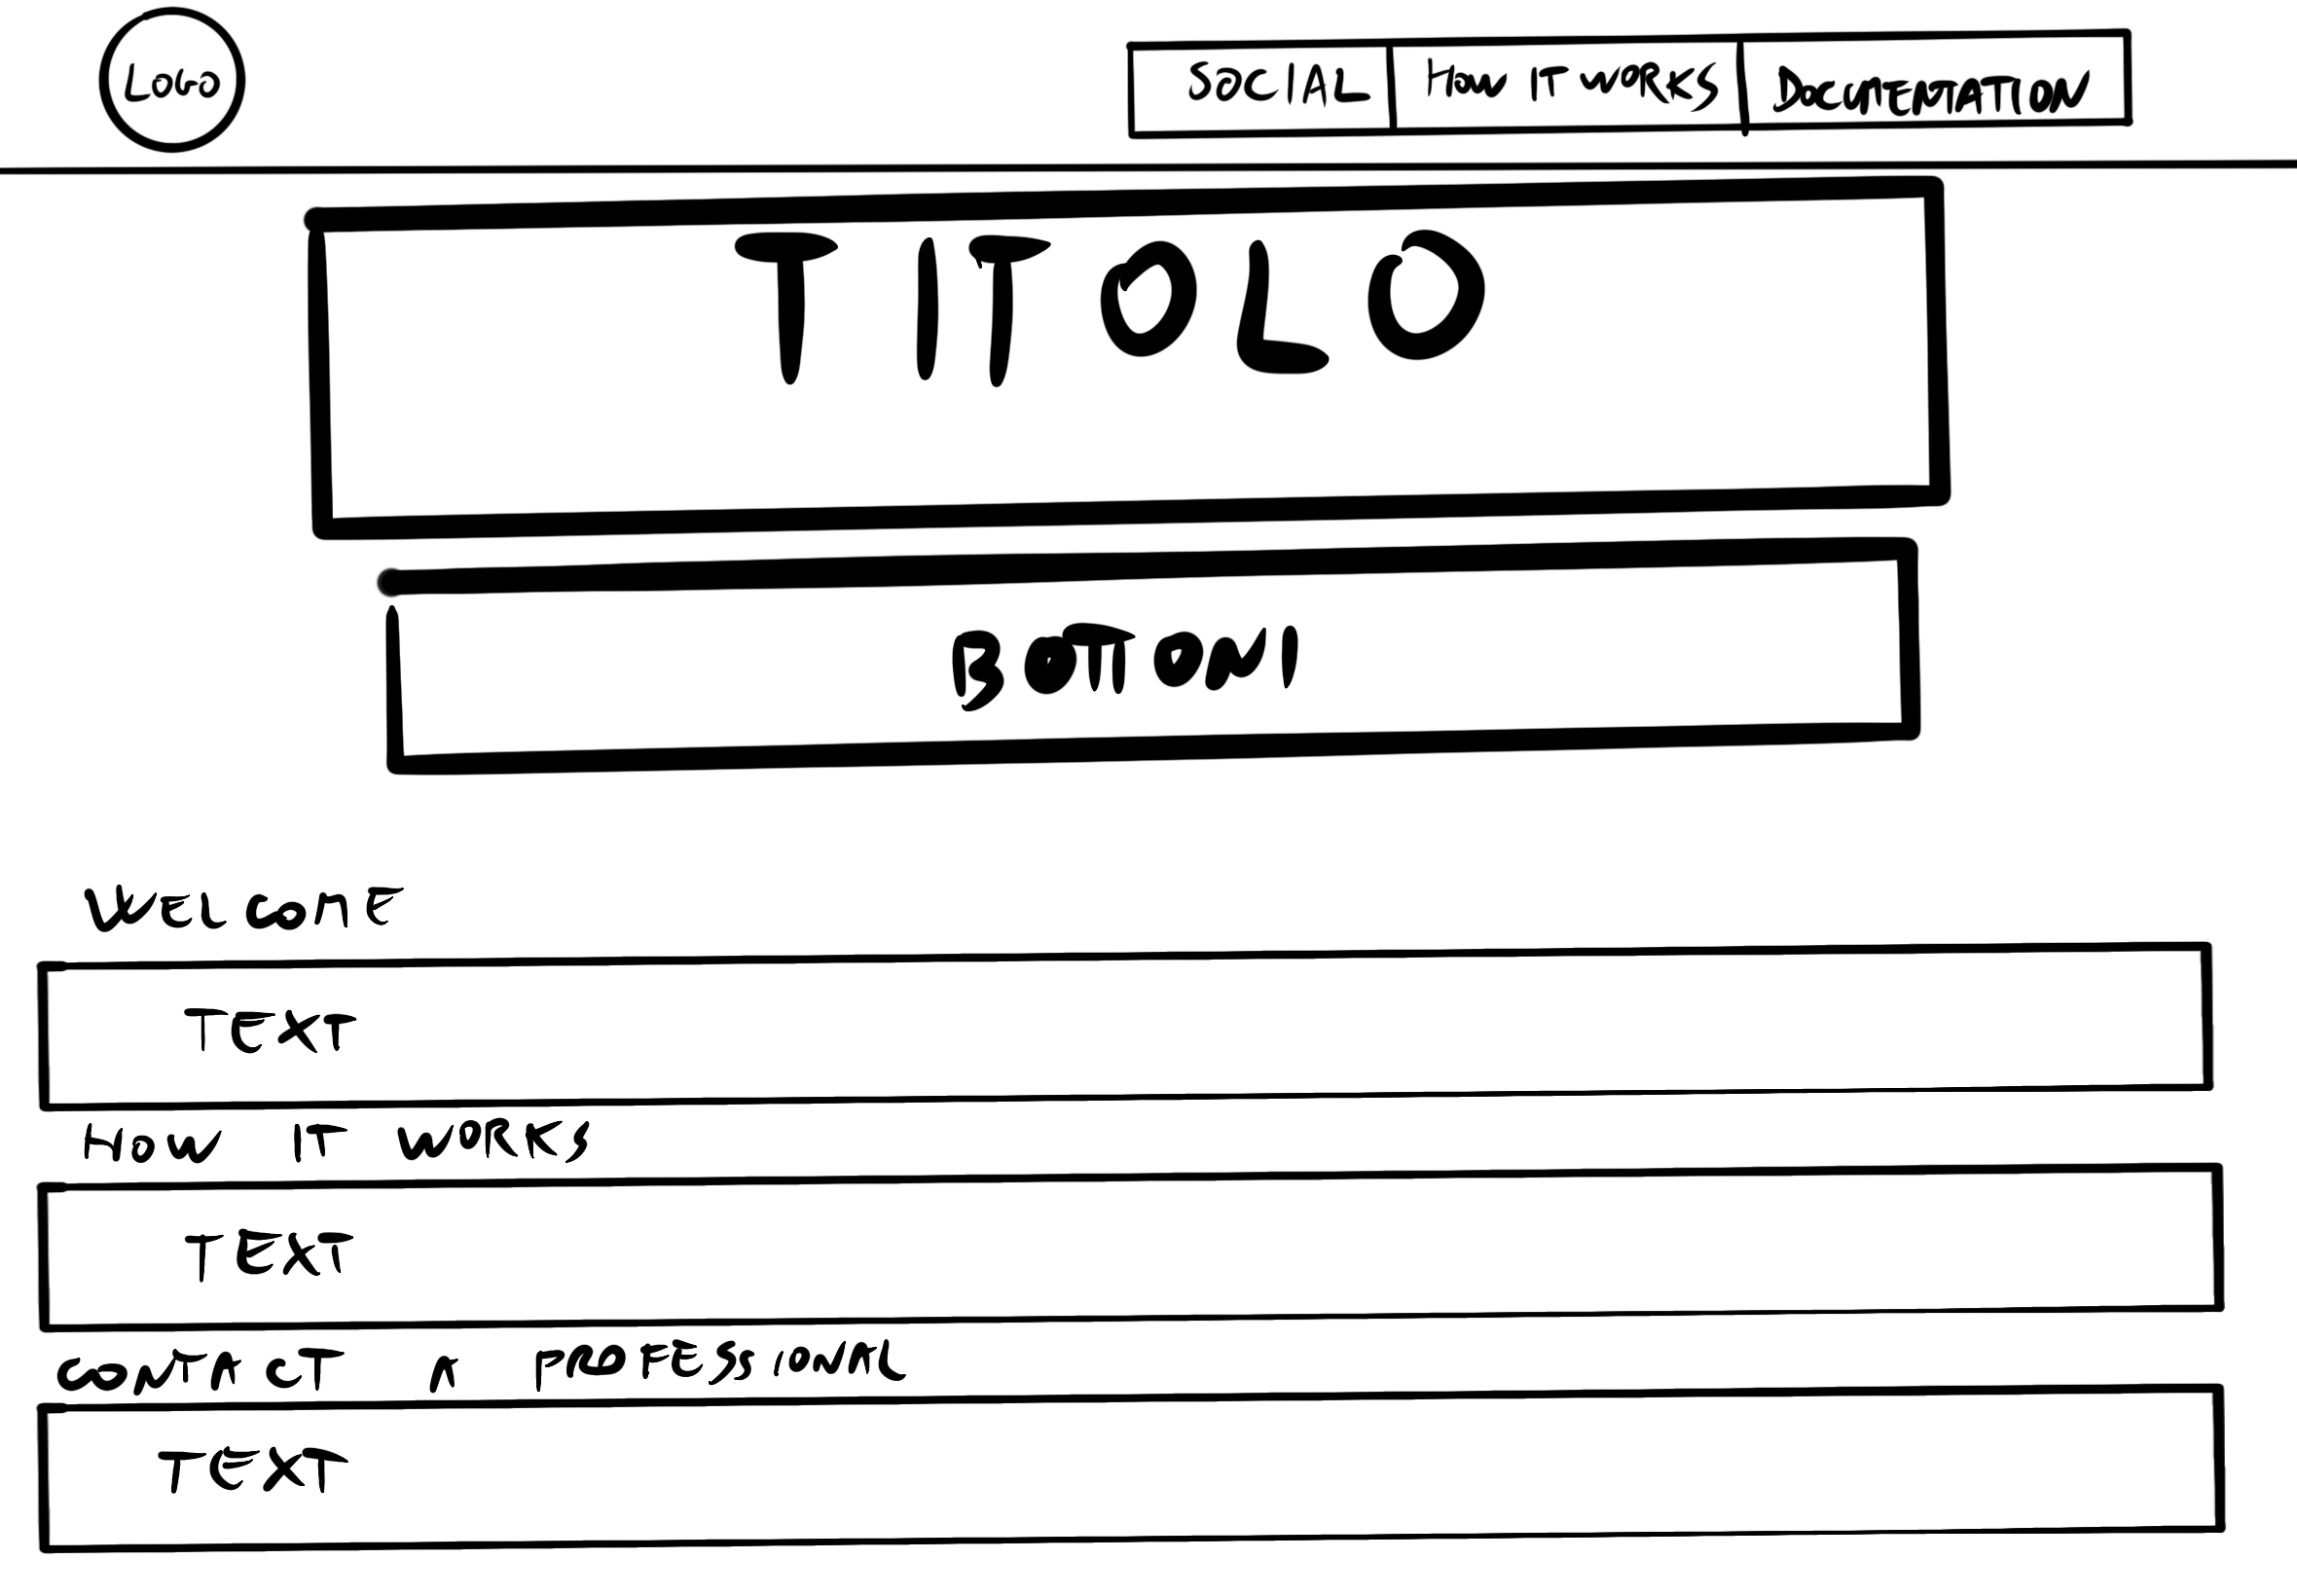 LOGO
SOCIAL HOW IT WORKS DOCUMENTATION
TITOLO
BOTTONI
WELCOME
TEXT
HOW IT WORKS
TEXT
CONTACT A PROFESSIONAL
TEXT